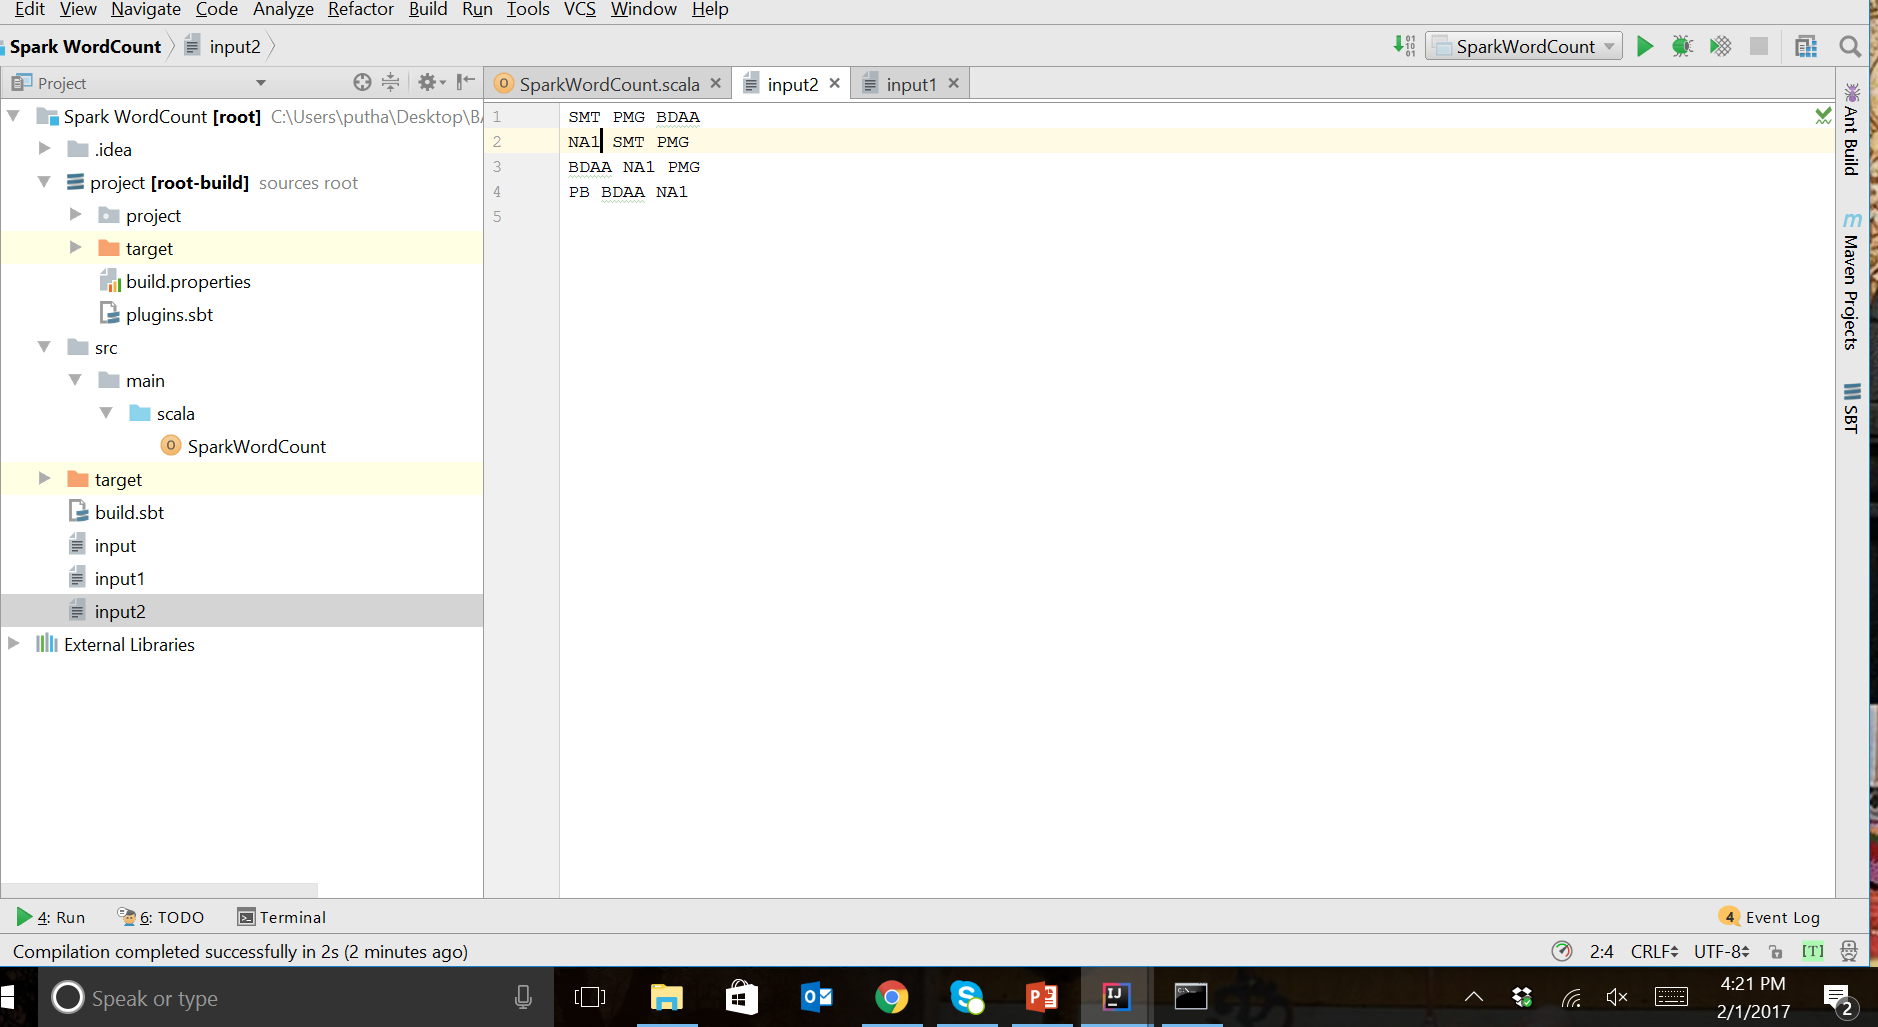 Edit View Navigate Code Analyze Refactor Build Run Tools VCS Window Help
Spark WordCount input2 SparkWordCount
Project
SparkWordCount.scala input2 input1
Spark WordCount [root] C:\Users\putha\Desktop\BA
.idea
project [root-build] sources root
project
target
build.properties
plugins.sbt
src
main
scala
SparkWordCount
target
build.sbt
input
input1
input2
External Libraries
1 SMT PMG BDAA
2 NA1 SMT PMG
3 BDAA NA1 PMG
4 PB BDAA NA1
5
Ant Build
Maven Projects
SBT
4: Run 6: TODO Terminal 4 Event Log
Compilation completed successfully in 2s (2 minutes ago) 2:4 CRLF UTF-8 [T]
Speak or type
4:21 PM
2/1/2017
2